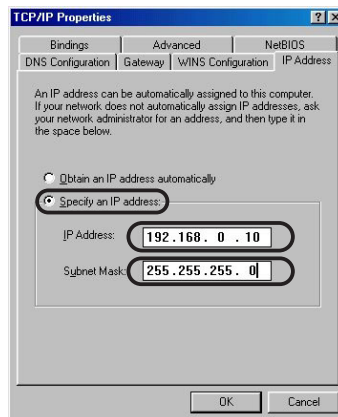 TCP/IP Properties
Bindings Advanced NetBIOS
DNS Configuration Gateway WINS Configuration IP Address
An IP address can be automatically assigned to this computer.
If your network does not automatically assign IP addresses, ask
your network administrator for an address, and then type it in
the space below.
Obtain an IP address automatically
Specify an IP address:
IP Address: 192.168. 0 .10
Subnet Mask: 255.255.255. 0
OK Cancel